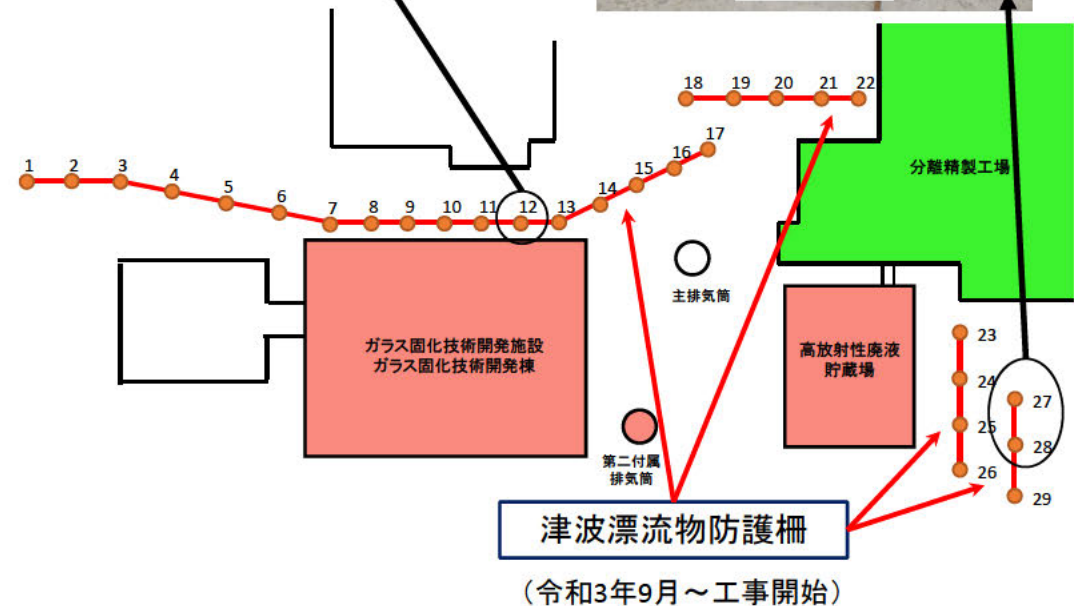 18 19 20 21 22
17
16
15
14
1 2 3
4
5
6
7 8 9 10 11 12 13
分離精製工場
主排気筒
ガラス固化技術開発施設
ガラス固化技術開発棟
高放射性廃液
貯蔵場
23
24
25
26
27
28
29
第二付属
排気筒
津波漂流物防護柵
（令和3年9月～工事開始）